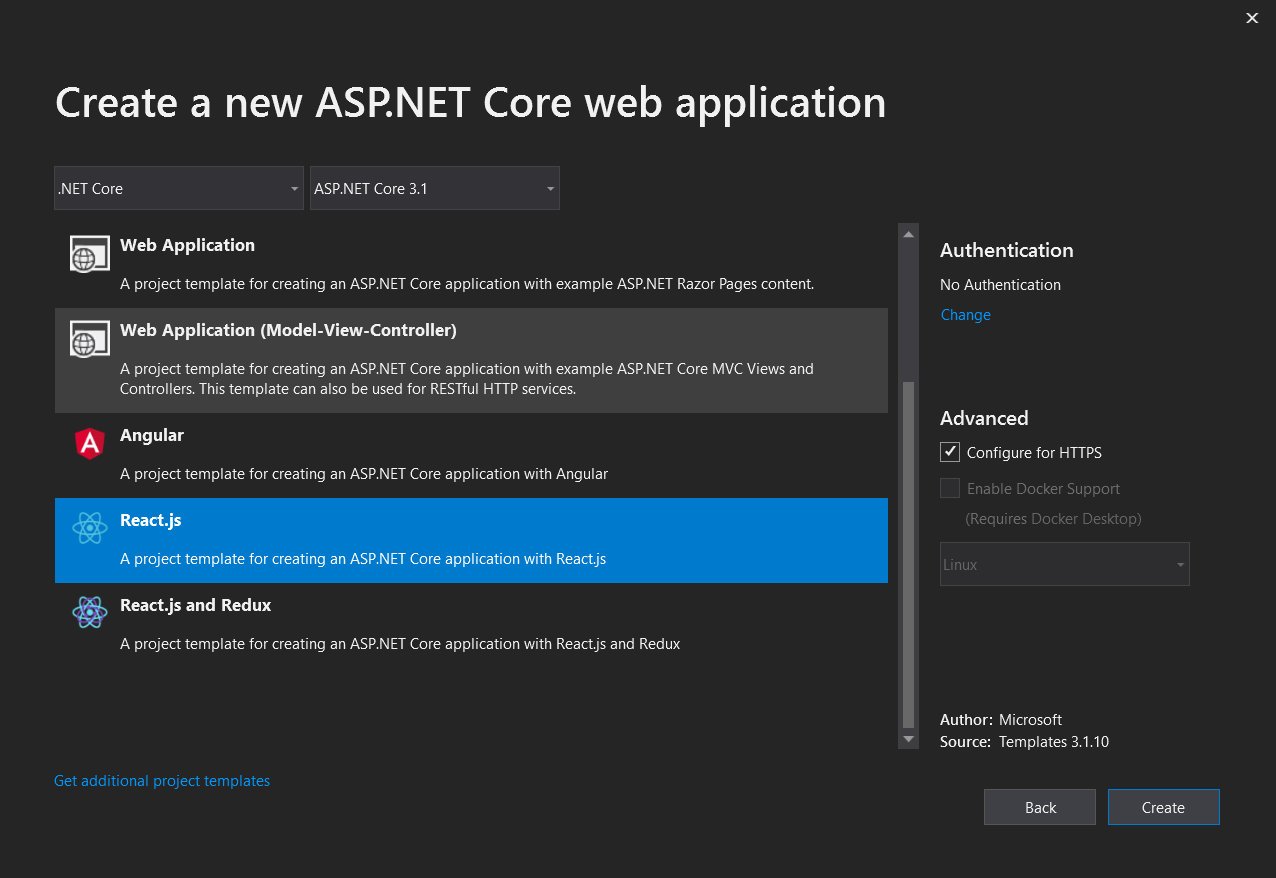 Create a new ASP.NET Core web application
.NET Core
ASP.NET Core 3.1
Web Application
A project template for creating an ASP.NET Core application with example ASP.NET Razor Pages content.
Web Application (Model-View-Controller)
A project template for creating an ASP.NET Core application with example ASP.NET Core MVC Views and
Controllers. This template can also be used for RESTful HTTP services.
Angular
A project template for creating an ASP.NET Core application with Angular
React.js
A project template for creating an ASP.NET Core application with React.js
React.js and Redux
A project template for creating an ASP.NET Core application with React.js and Redux
Get additional project templates
Authentication
No Authentication
Change
Advanced
Configure for HTTPS
Enable Docker Support
(Requires Docker Desktop)
Linux
Author: Microsoft
Source: Templates 3.1.10
Back
Create